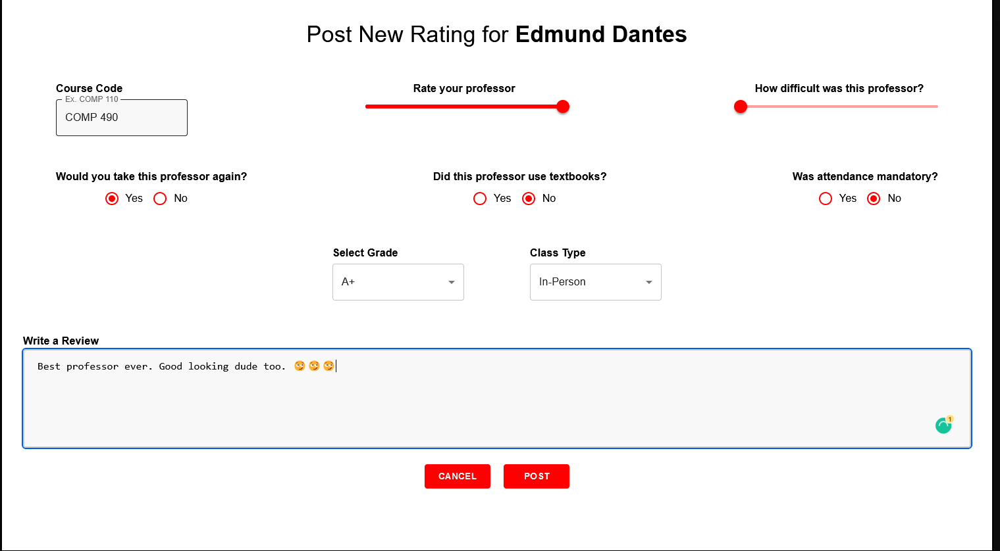 Post New Rating for Edmund Dantes
Course Code
Ex. COMP 110
COMP 490
Rate your professor
How difficult was this professor?
Would you take this professor again?
Yes No
Did this professor use textbooks?
Yes No
Was attendance mandatory?
Yes No
Select Grade
A+
Class Type
In-Person
Write a Review
Best professor ever. Good looking dude too. 😏😏😏
1
CANCEL POST